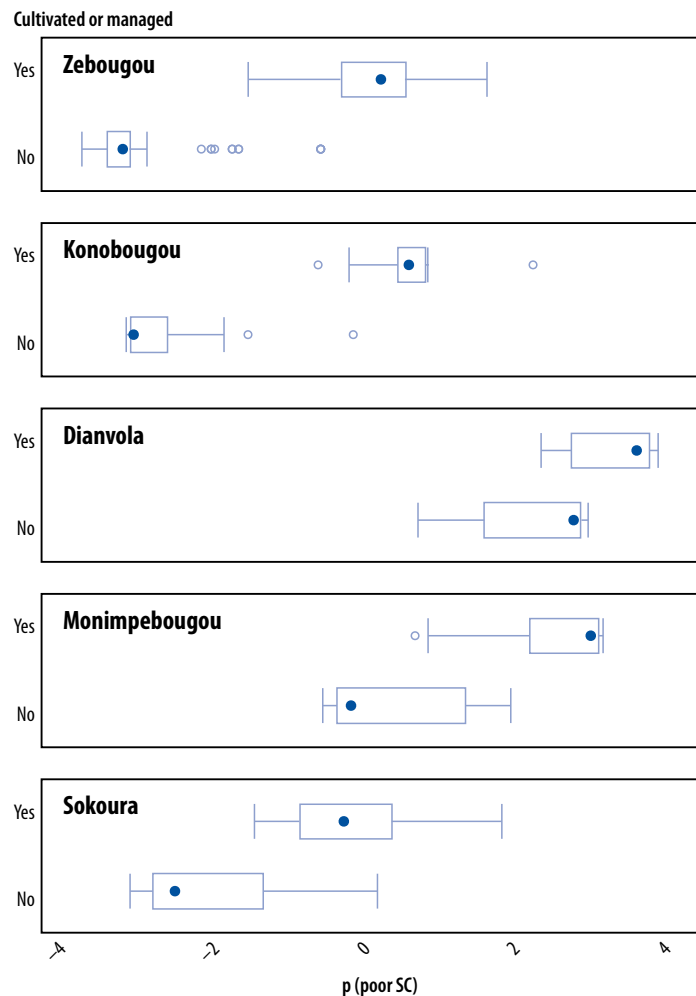 Cultivated or managed
Yes
Zebougou
No
Yes
Konobougou
No
Yes
Dianvola
No
Yes
Monimpebougou
No
Yes
Sokoura
No
–4 –2 0 2 4
p (poor SC)